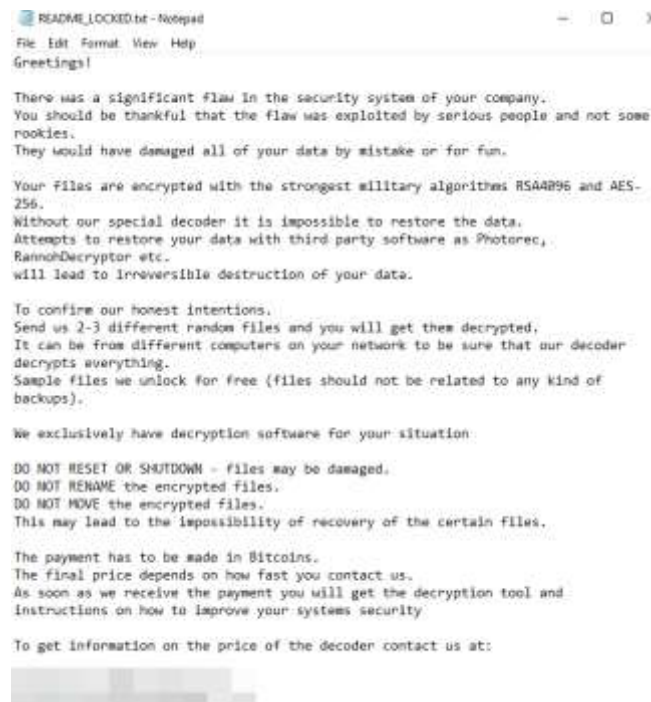 README_LOCKED.txt - Notepad
File Edit Format View Help
Greetings!
There was a significant flaw in the security system of your company.
You should be thankful that the flaw was exploited by serious people and not some
rookies.
They would have damaged all of your data by mistake or for fun.
Your files are encrypted with the strongest military algorithms RSA4096 and AES-
256.
Without our special decoder it is impossible to restore the data.
Attempts to restore your data with third party software as Photorec,
RannohDecryptor etc.
will lead to irreversible destruction of your data.
To confirm our honest intentions.
Send us 2-3 different random files and you will get them decrypted.
It can be from different computers on your network to be sure that our decoder
decrypts everything.
Sample files we unlock for free (files should not be related to any kind of
backups).
We exclusively have decryption software for your situation
DO NOT RESET OR SHUTDOWN - files may be damaged.
DO NOT RENAME the encrypted files.
DO NOT MOVE the encrypted files.
This may lead to the impossibility of recovery of the certain files.
The payment has to be made in Bitcoins.
The final price depends on how fast you contact us.
As soon as we receive the payment you will get the decryption tool and
instructions on how to improve your systems security
To get information on the price of the decoder contact us at: